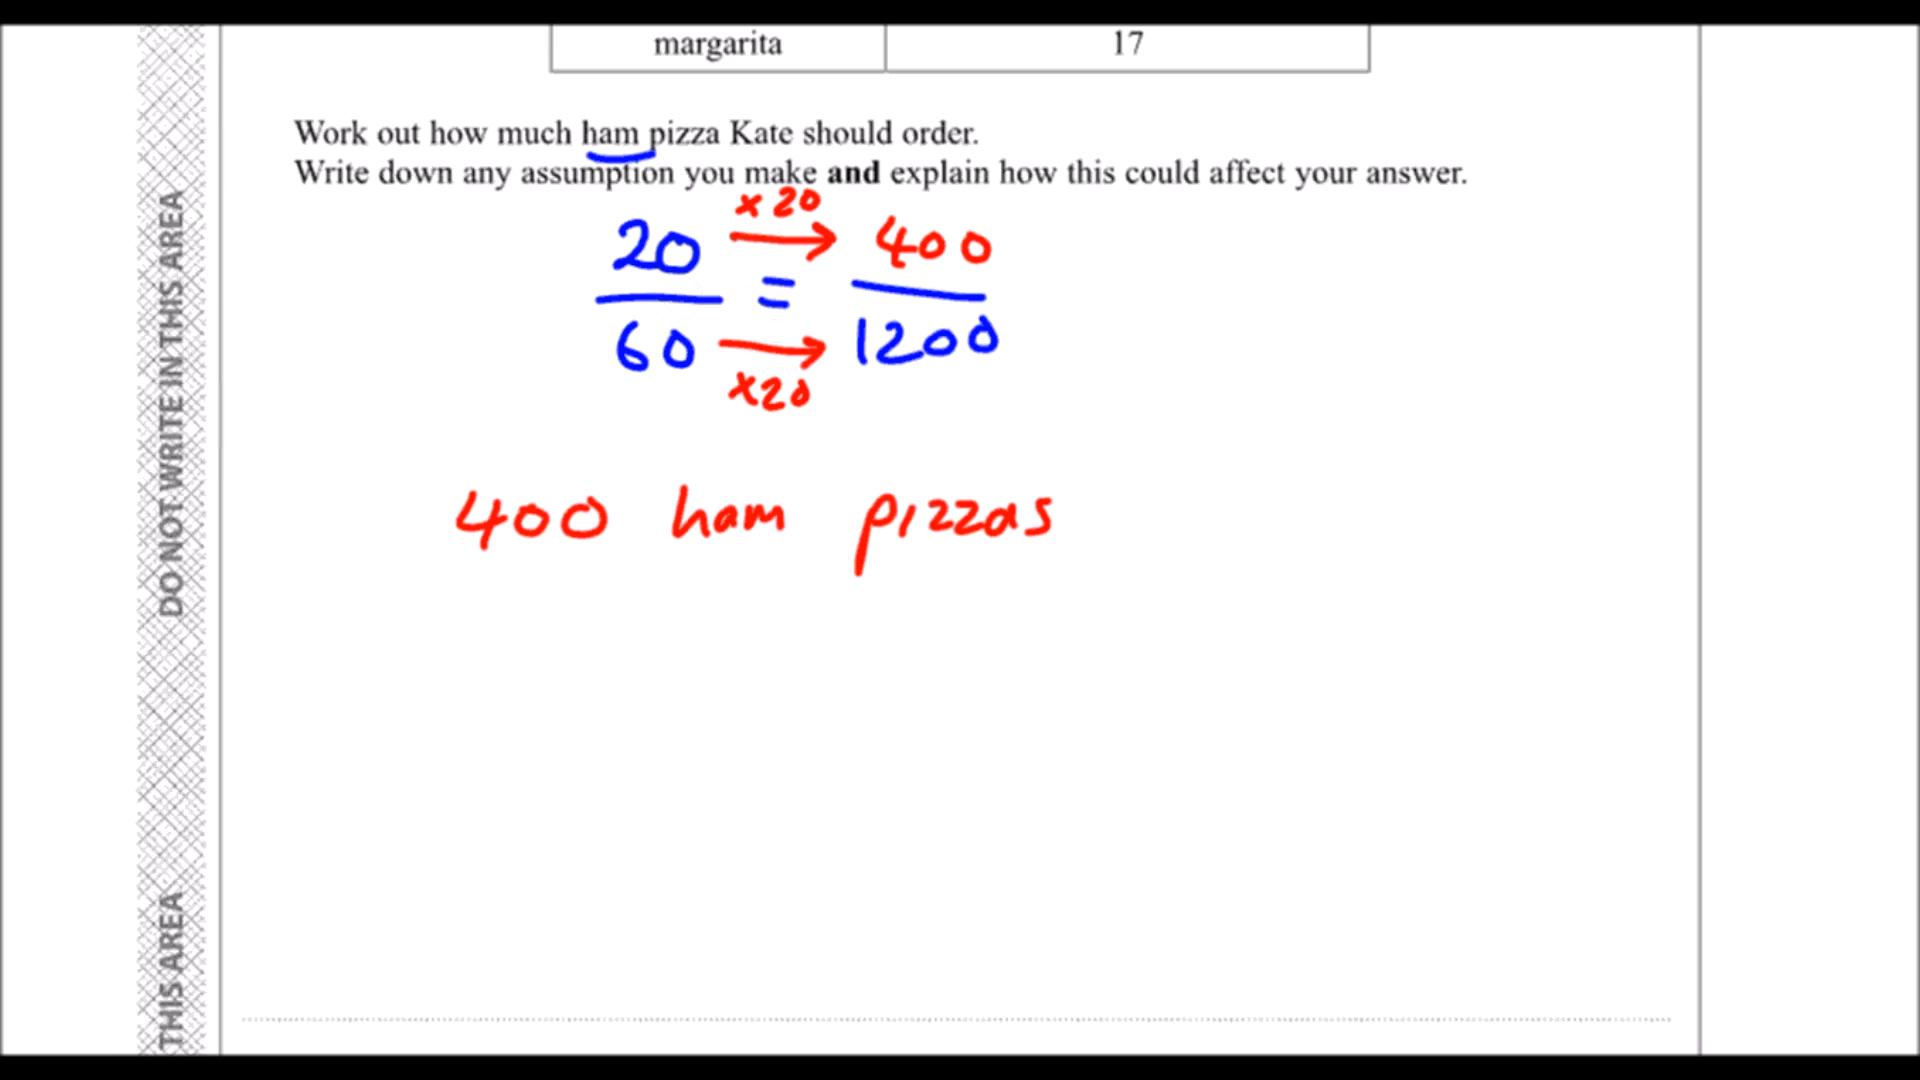 margarita 17
Work out how much ham pizza Kate should order.
Write down any assumption you make and explain how this could affect your answer.
×20
20 → 400
=
60 → 1200
×20
400 ham pizzas
DO NOT WRITE IN THIS AREA
THIS AREA